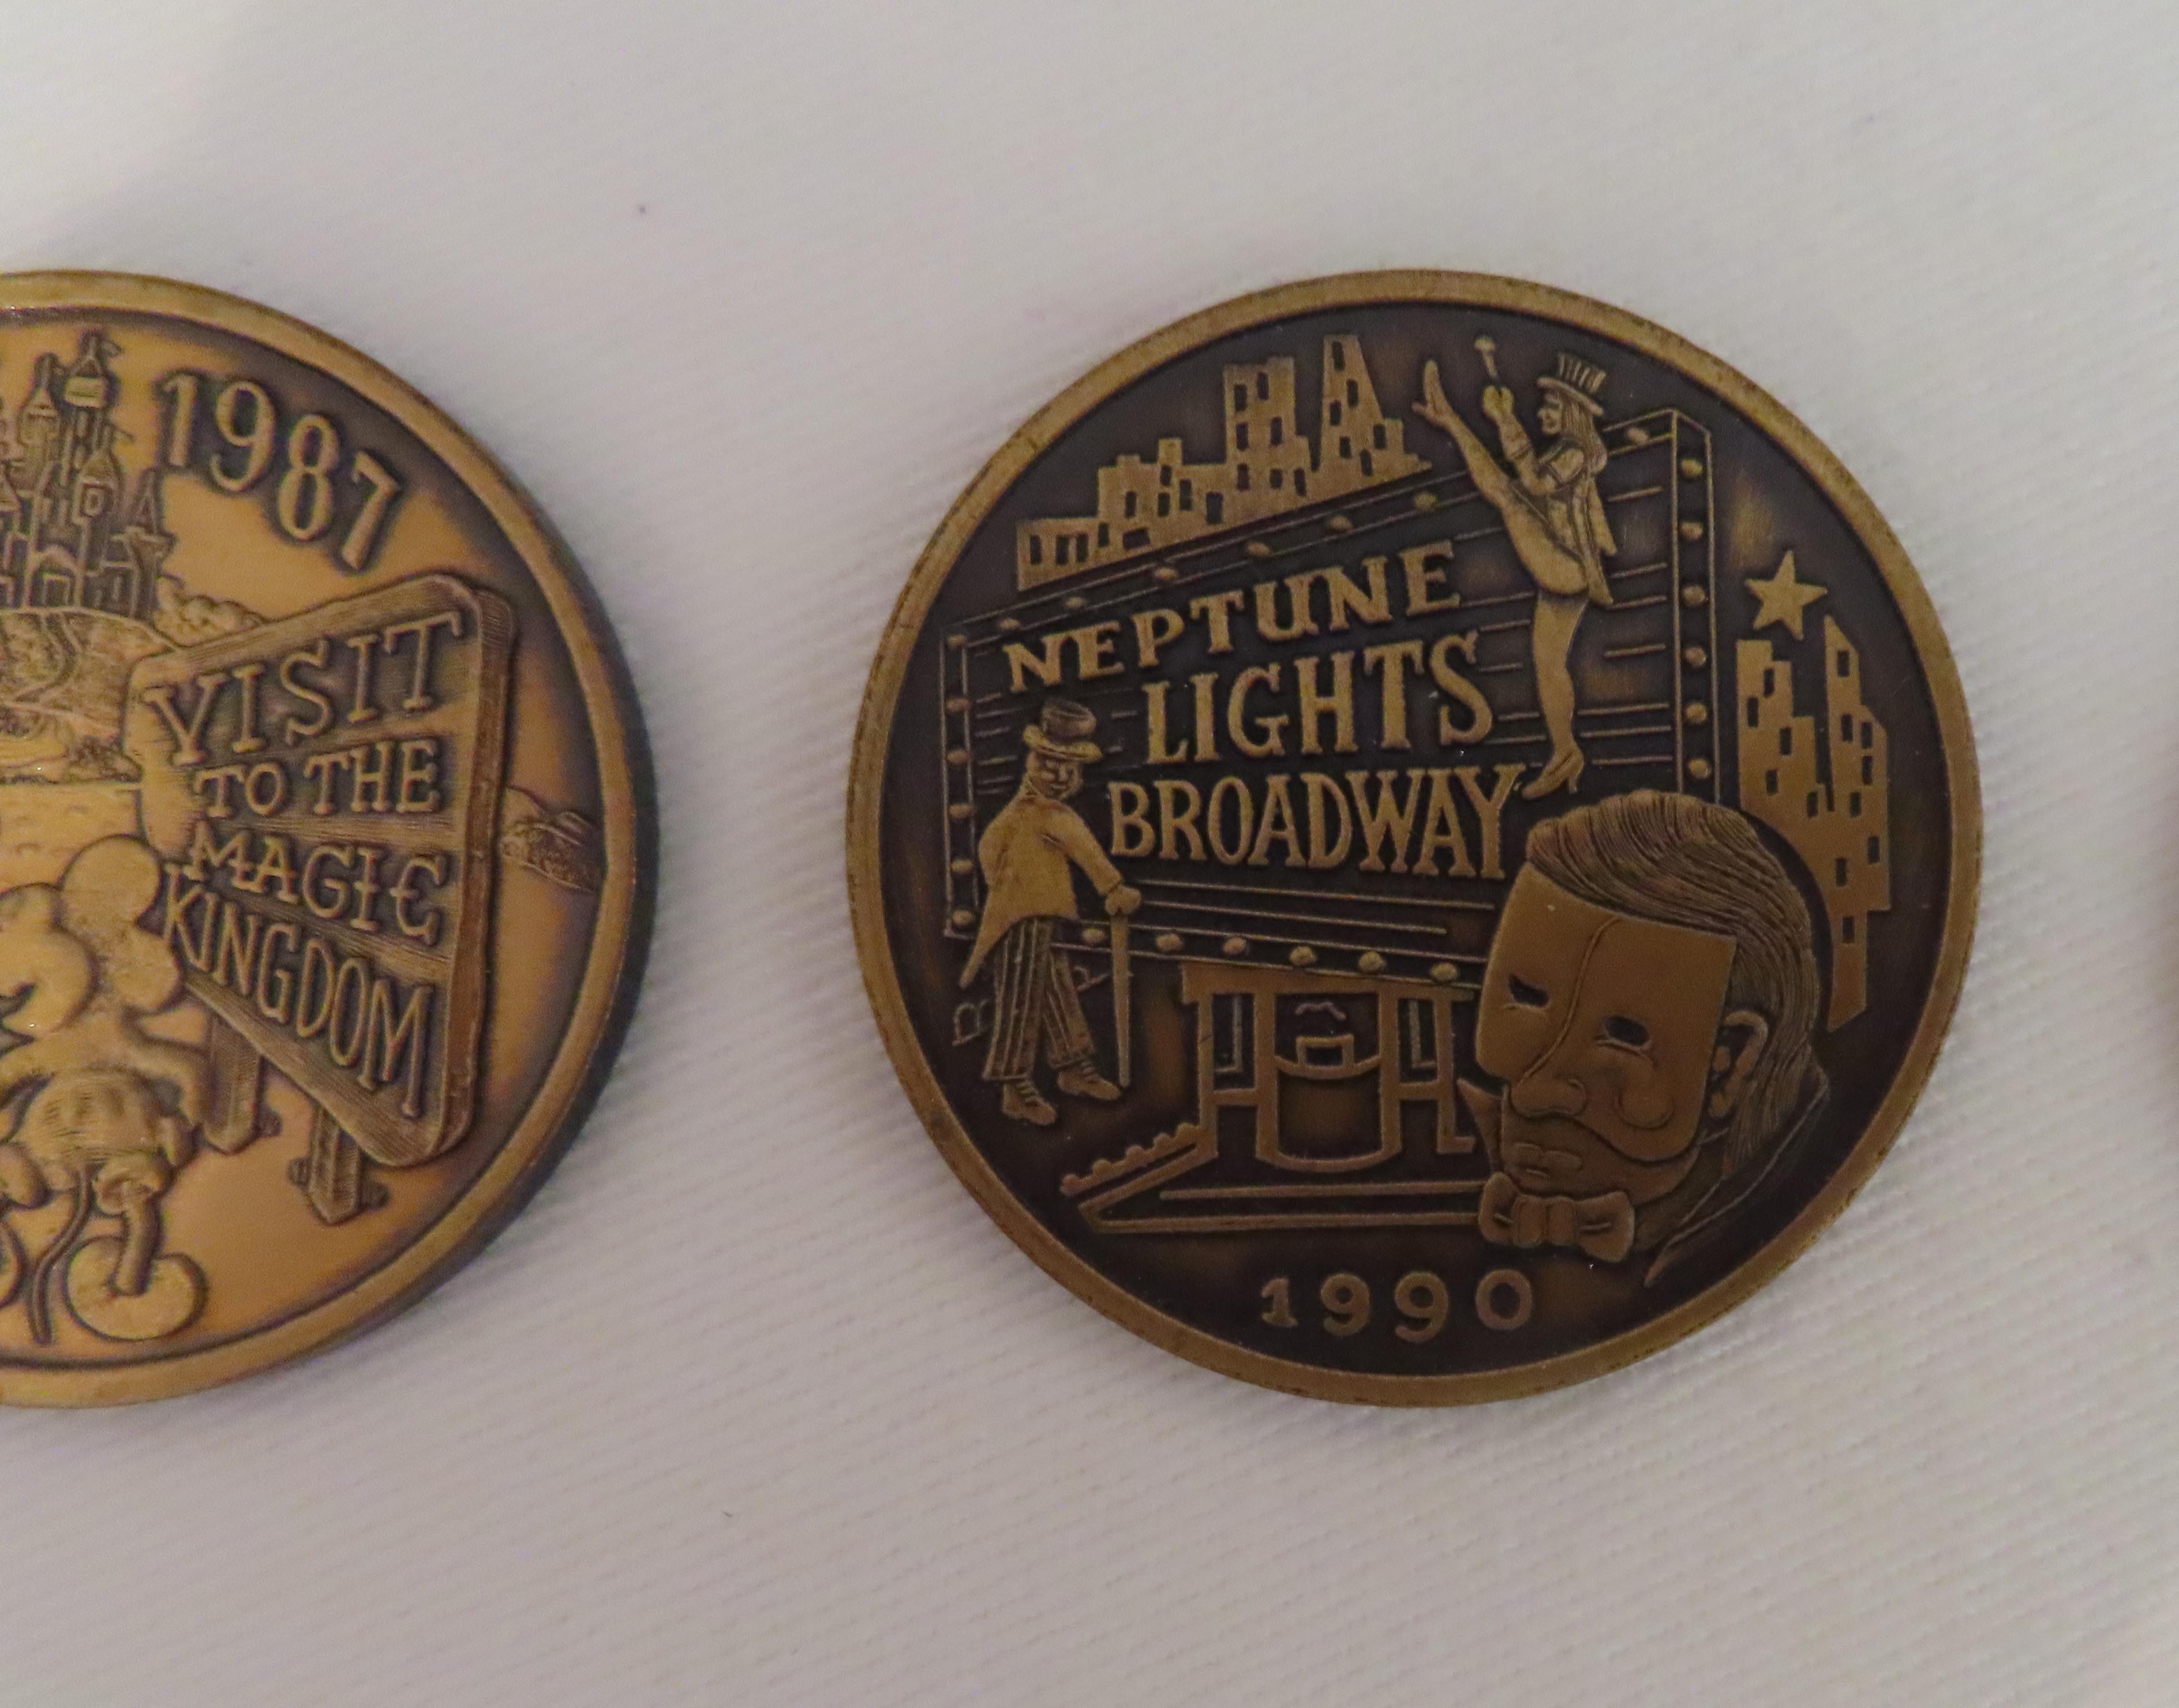 1987
VISIT
TO THE
MAGIC
KINGDOM
NEPTUNE
LIGHTS
BROADWAY
1990